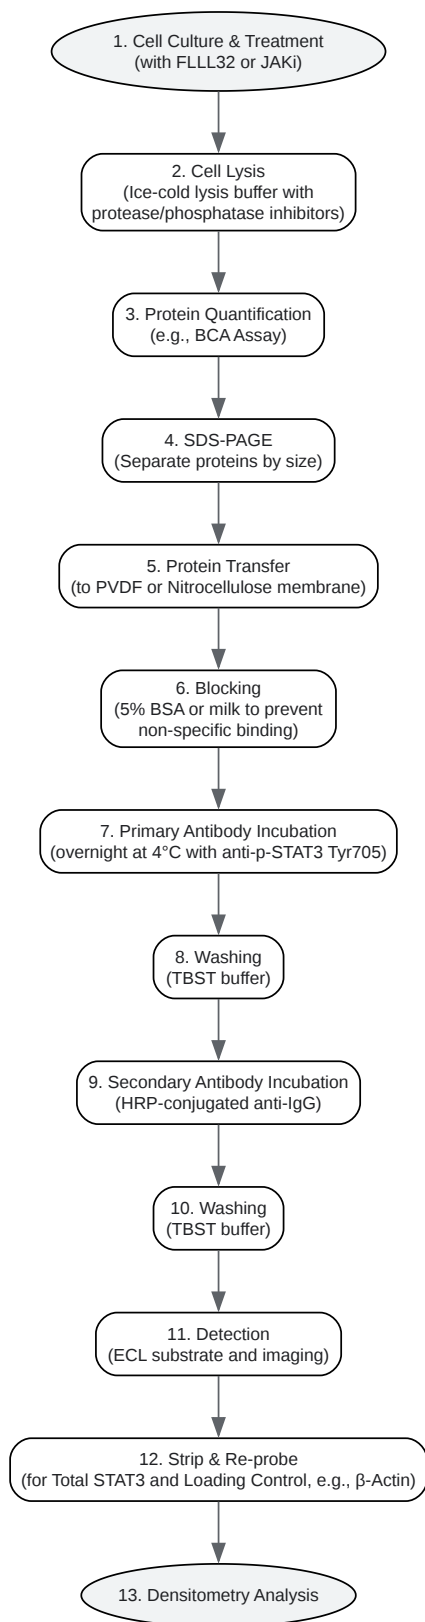 1. Cell Culture & Treatment
(with FLLL32 or JAKi)
2. Cell Lysis
(Ice-cold lysis buffer with
protease/phosphatase inhibitors)
3. Protein Quantification
(e.g., BCA Assay)
4. SDS-PAGE
(Separate proteins by size)
5. Protein Transfer
(to PVDF or Nitrocellulose membrane)
6. Blocking
(5% BSA or milk to prevent
non-specific binding)
7. Primary Antibody Incubation
(overnight at 4°C with anti-p-STAT3 Tyr705)
8. Washing
(TBST buffer)
9. Secondary Antibody Incubation
(HRP-conjugated anti-IgG)
10. Washing
(TBST buffer)
11. Detection
(ECL substrate and imaging)
12. Strip & Re-probe
(for Total STAT3 and Loading Control, e.g., β-Actin)
13. Densitometry Analysis